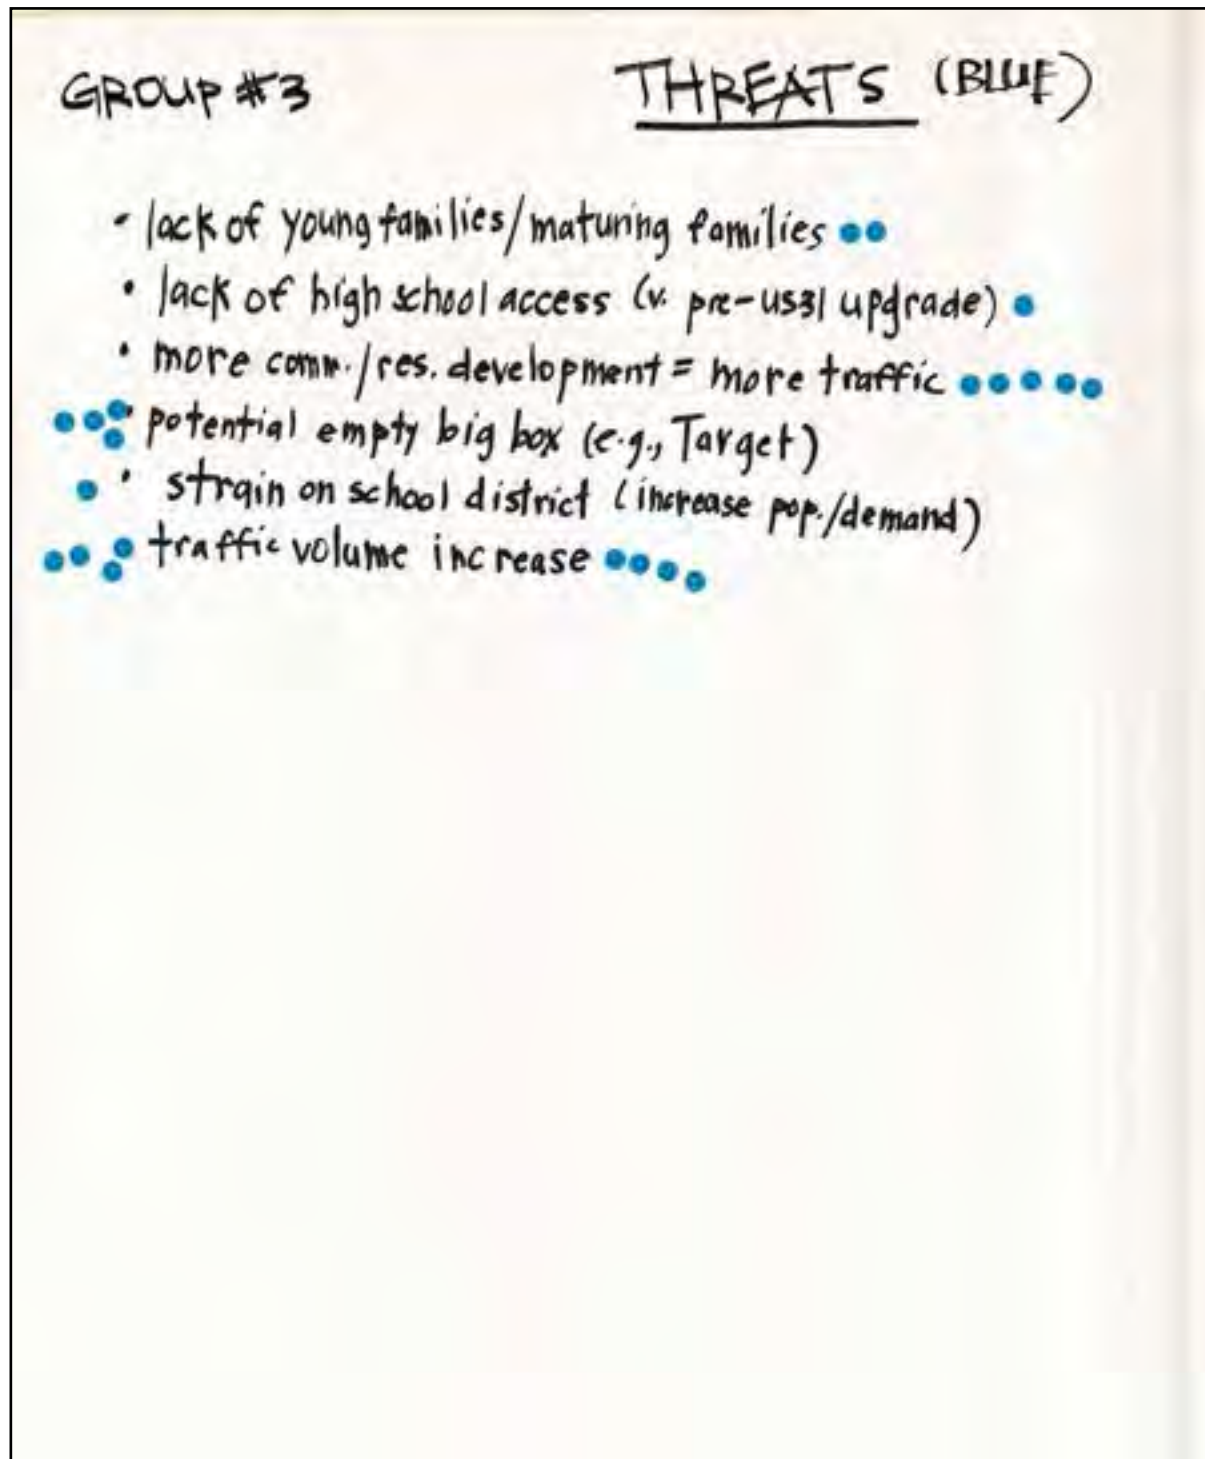 GROUP #3
THREATS (BLUE)
- lack of young families/maturing families
• lack of high school access (v. pre-US31 upgrade)
• more comm./res. development = more traffic
• potential empty big box (e.g., Target)
• strain on school district (increase pop./demand)
traffic volume increase